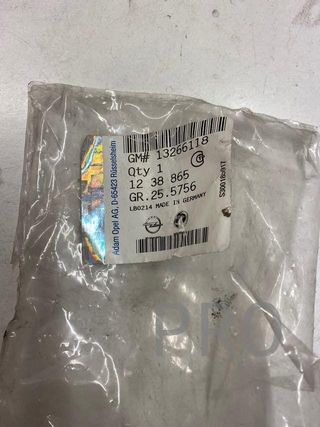 Adam Opel AG, D-65423 Rüsselsheim
GM# 13266118
Qty 1
12 38 865
GR.25.5756
LB0214 MADE IN GERMANY
PRO